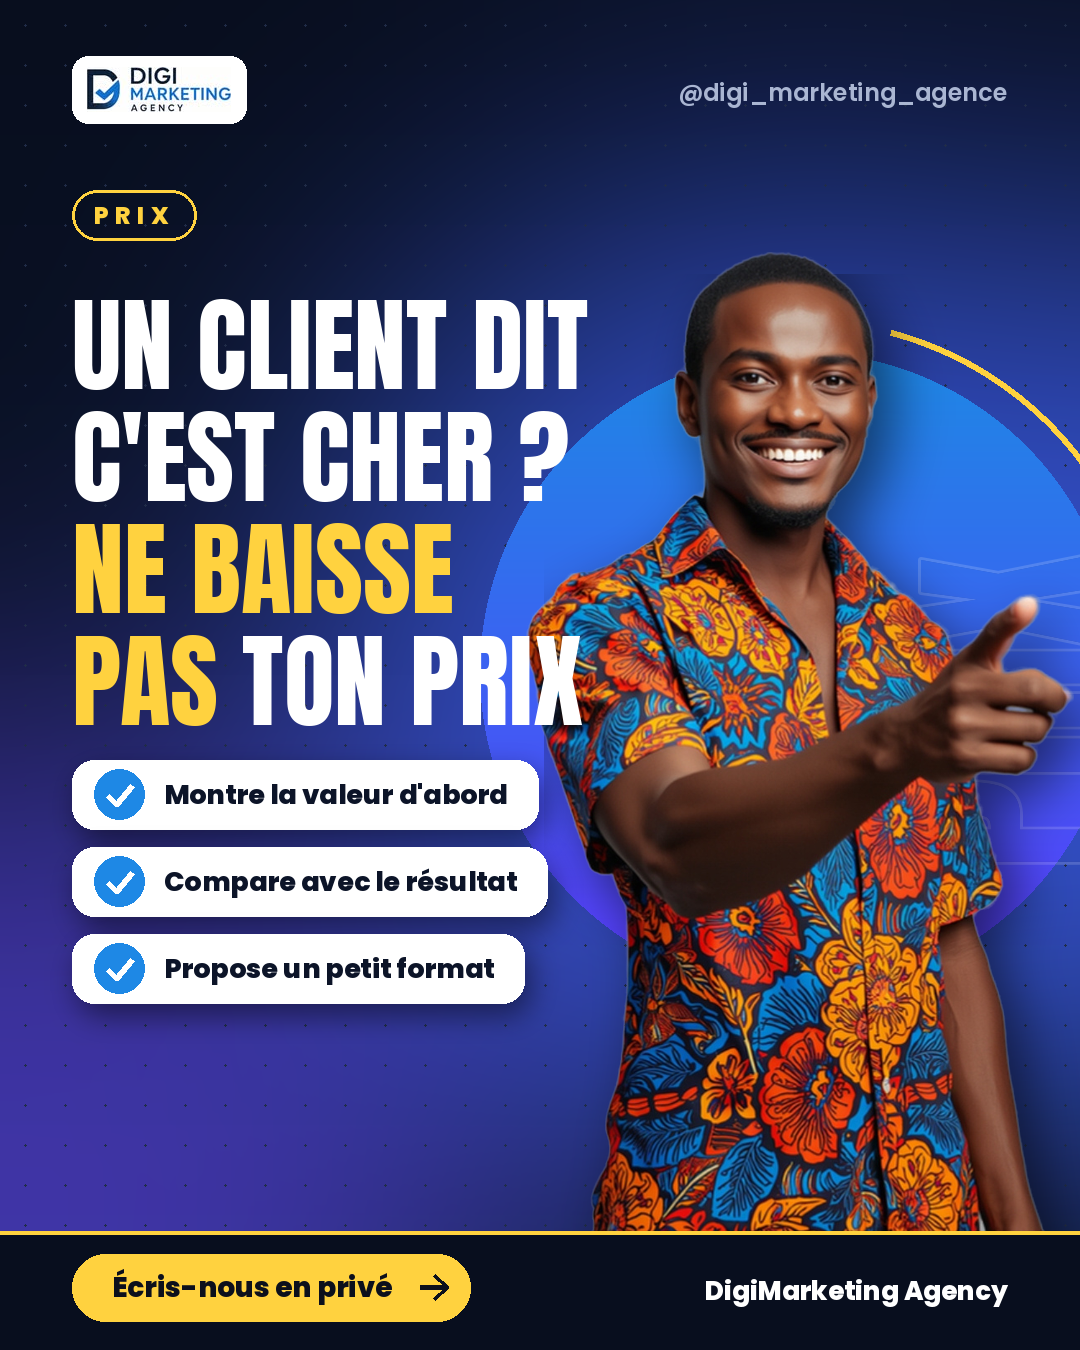 DIGI
MARKETING
AGENCY
@digi_marketing_agence
PRIX
UN CLIENT DIT
C'EST CHER ?
NE BAISSE
PAS TON PRIX
Montre la valeur d'abord
Compare avec le résultat
Propose un petit format
Écris-nous en privé
DigiMarketing Agency